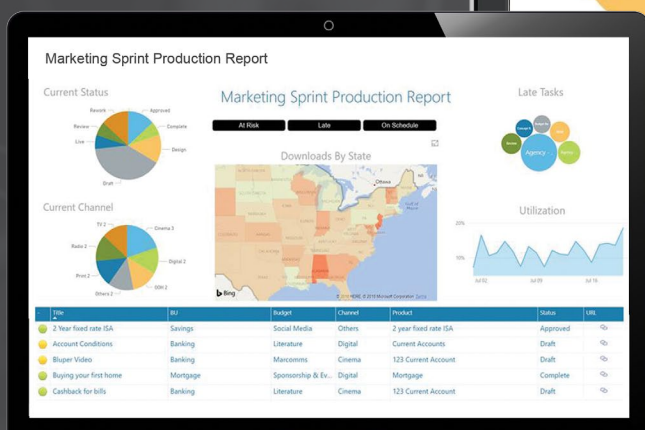 Marketing Sprint Production Report
Current Status
Rework
Approved
Review
Complete
Live
Design
Draft
Marketing Sprint Production Report
At Risk
Late
On Schedule
Downloads By State
Ottawa
Bing
Late Tasks
Agency
Current Channel
TV 2
Cinema 3
Radio 2
Digital 2
Print 2
OOH 2
Others 2
Utilization
20%
10%
Jul 02
Jul 09
Jul 16
Title BU Budget Channel Product Status URL
2 Year fixed rate ISA Savings Social Media Others 2 year fixed rate ISA Approved
Account Conditions Banking Literature Digital Current Accounts Draft
Bluper Video Banking Marcomms Cinema 123 Current Account Draft
Buying your first home Mortgage Sponsorship & Ev... Digital Mortgage Complete
Cashback for bills Banking Literature Cinema 123 Current Account Draft